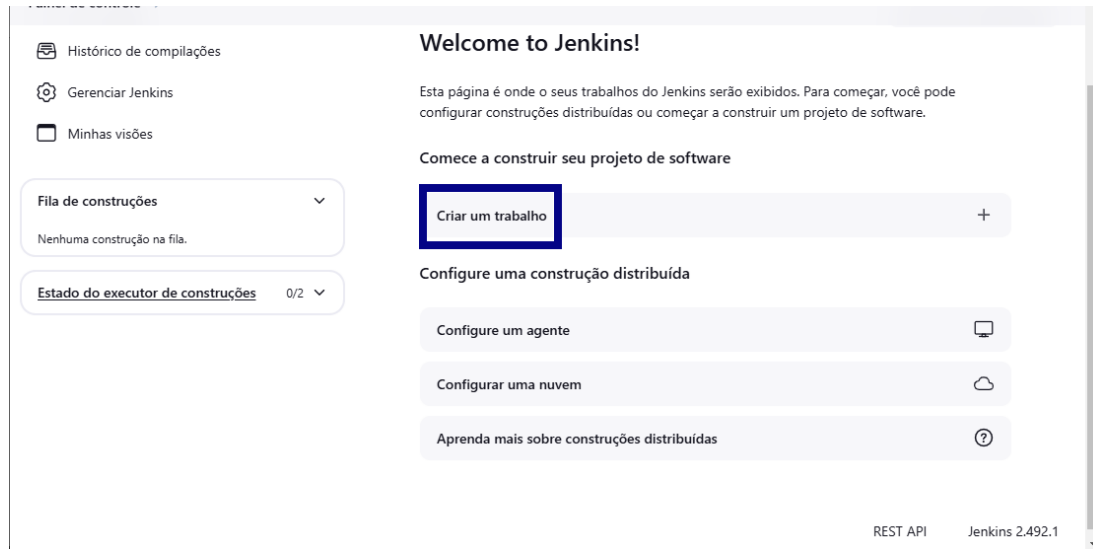 Histórico de compilações
Gerenciar Jenkins
Minhas visões
Fila de construções
Nenhuma construção na fila.
Estado do executor de construções 0/2
Welcome to Jenkins!
Esta página é onde o seus trabalhos do Jenkins serão exibidos. Para começar, você pode
configurar construções distribuídas ou começar a construir um projeto de software.
Comece a construir seu projeto de software
Criar um trabalho
Configure uma construção distribuída
Configure um agente
Configurar uma nuvem
Aprenda mais sobre construções distribuídas
REST API Jenkins 2.492.1